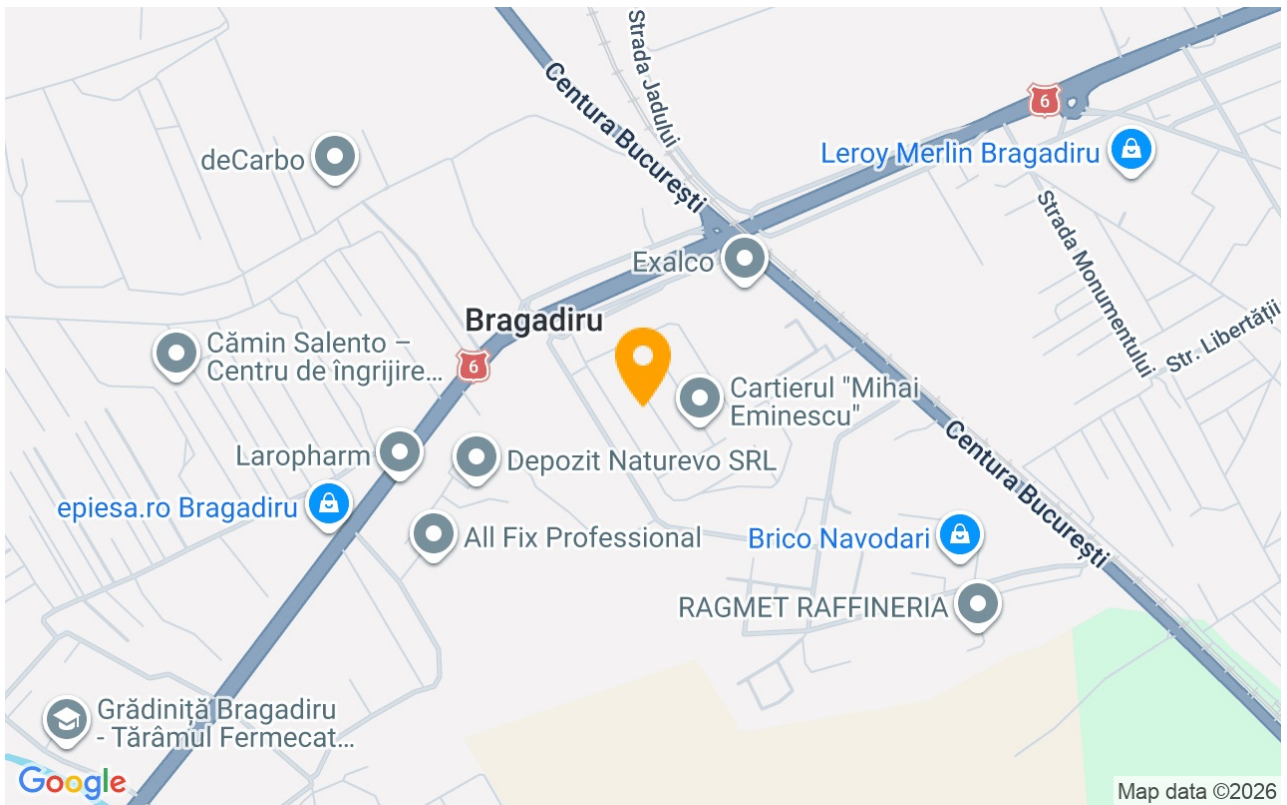 Strada Jadului
Centura București
6
Leroy Merlin Bragadiru
deCarbo
Strada Monumentului
Exalco
Str. Libertății
Bragadiru
Cămin Salento –
Centru de îngrijire...
6
Cartierul "Mihai
Eminescu"
Laropharm
Depozit Naturevo SRL
Centura București
epiesa.ro Bragadiru
All Fix Professional
Brico Navodari
RAGMET RAFFINERIA
Grădiniță Bragadiru
- Tărâmul Fermecat...
Google
Map data ©2026